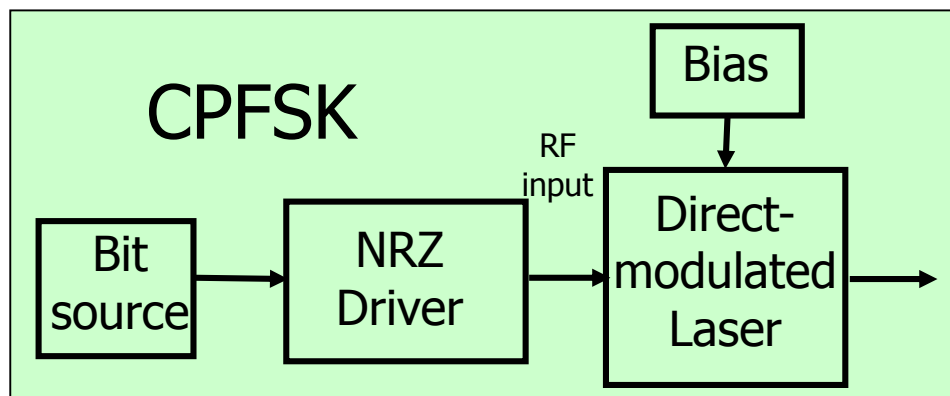 CPFSK
Bias
RF
input
Bit
source
NRZ
Driver
Direct-
modulated
Laser